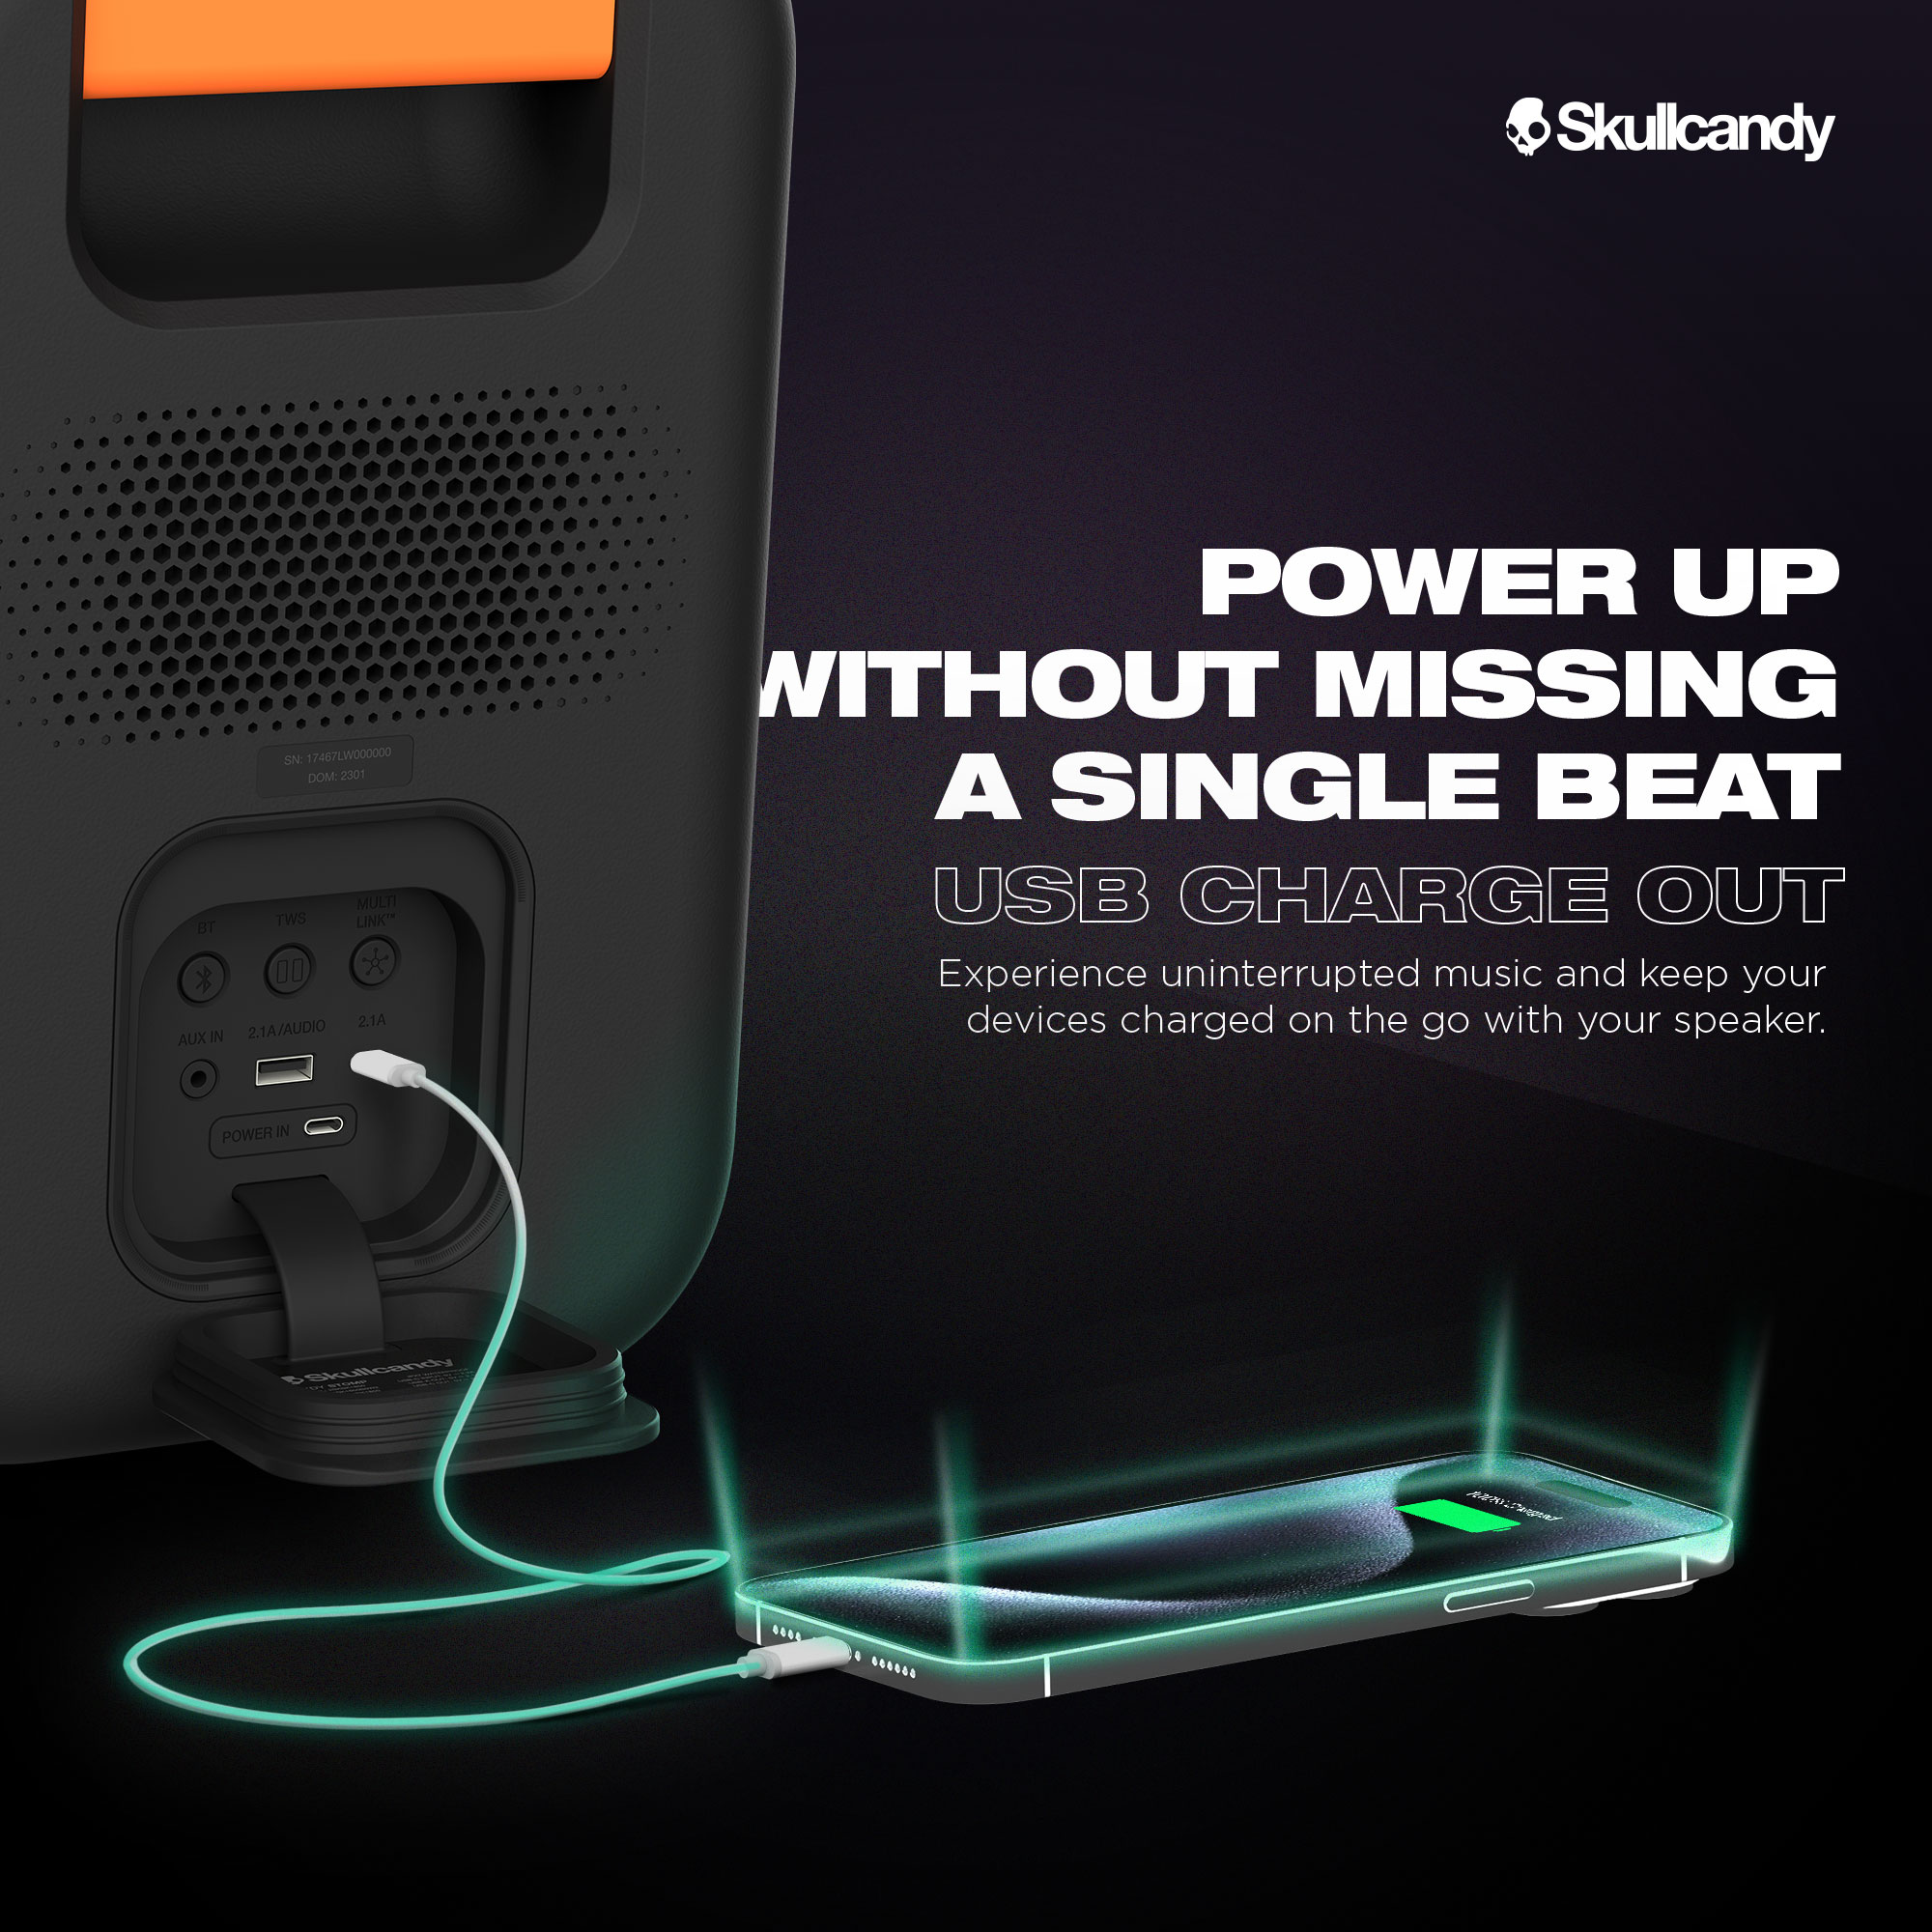 Skullcandy
POWER UP
WITHOUT MISSING
A SINGLE BEAT
USB CHARGE OUT
Experience uninterrupted music and keep your
devices charged on the go with your speaker.
SN: 17467LW000000
DOM: 2301
BT
TWS
MULTI
LINK™
AUX IN
2.1A/AUDIO
2.1A
POWER IN
Skullcandy
STOMP